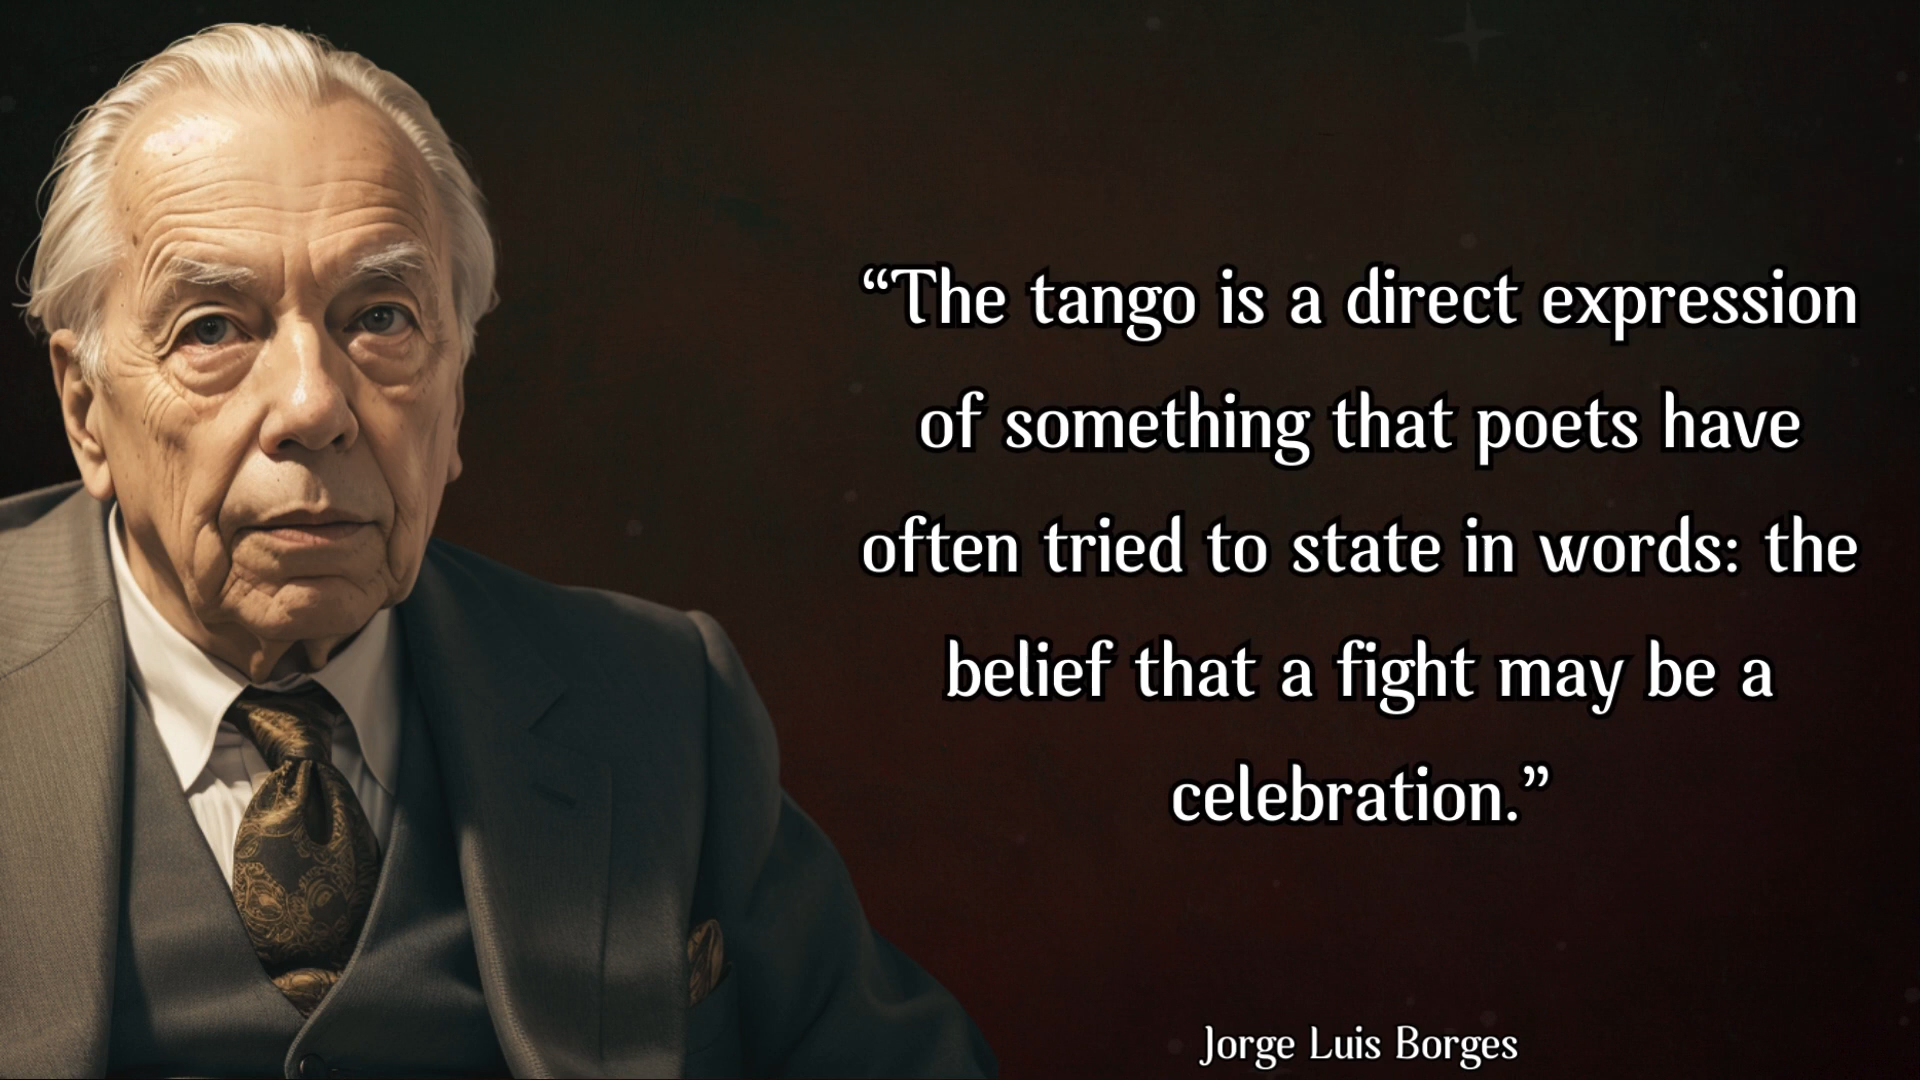 “The tango is a direct expression
of something that poets have
often tried to state in words: the
belief that a fight may be a
celebration.”
Jorge Luis Borges